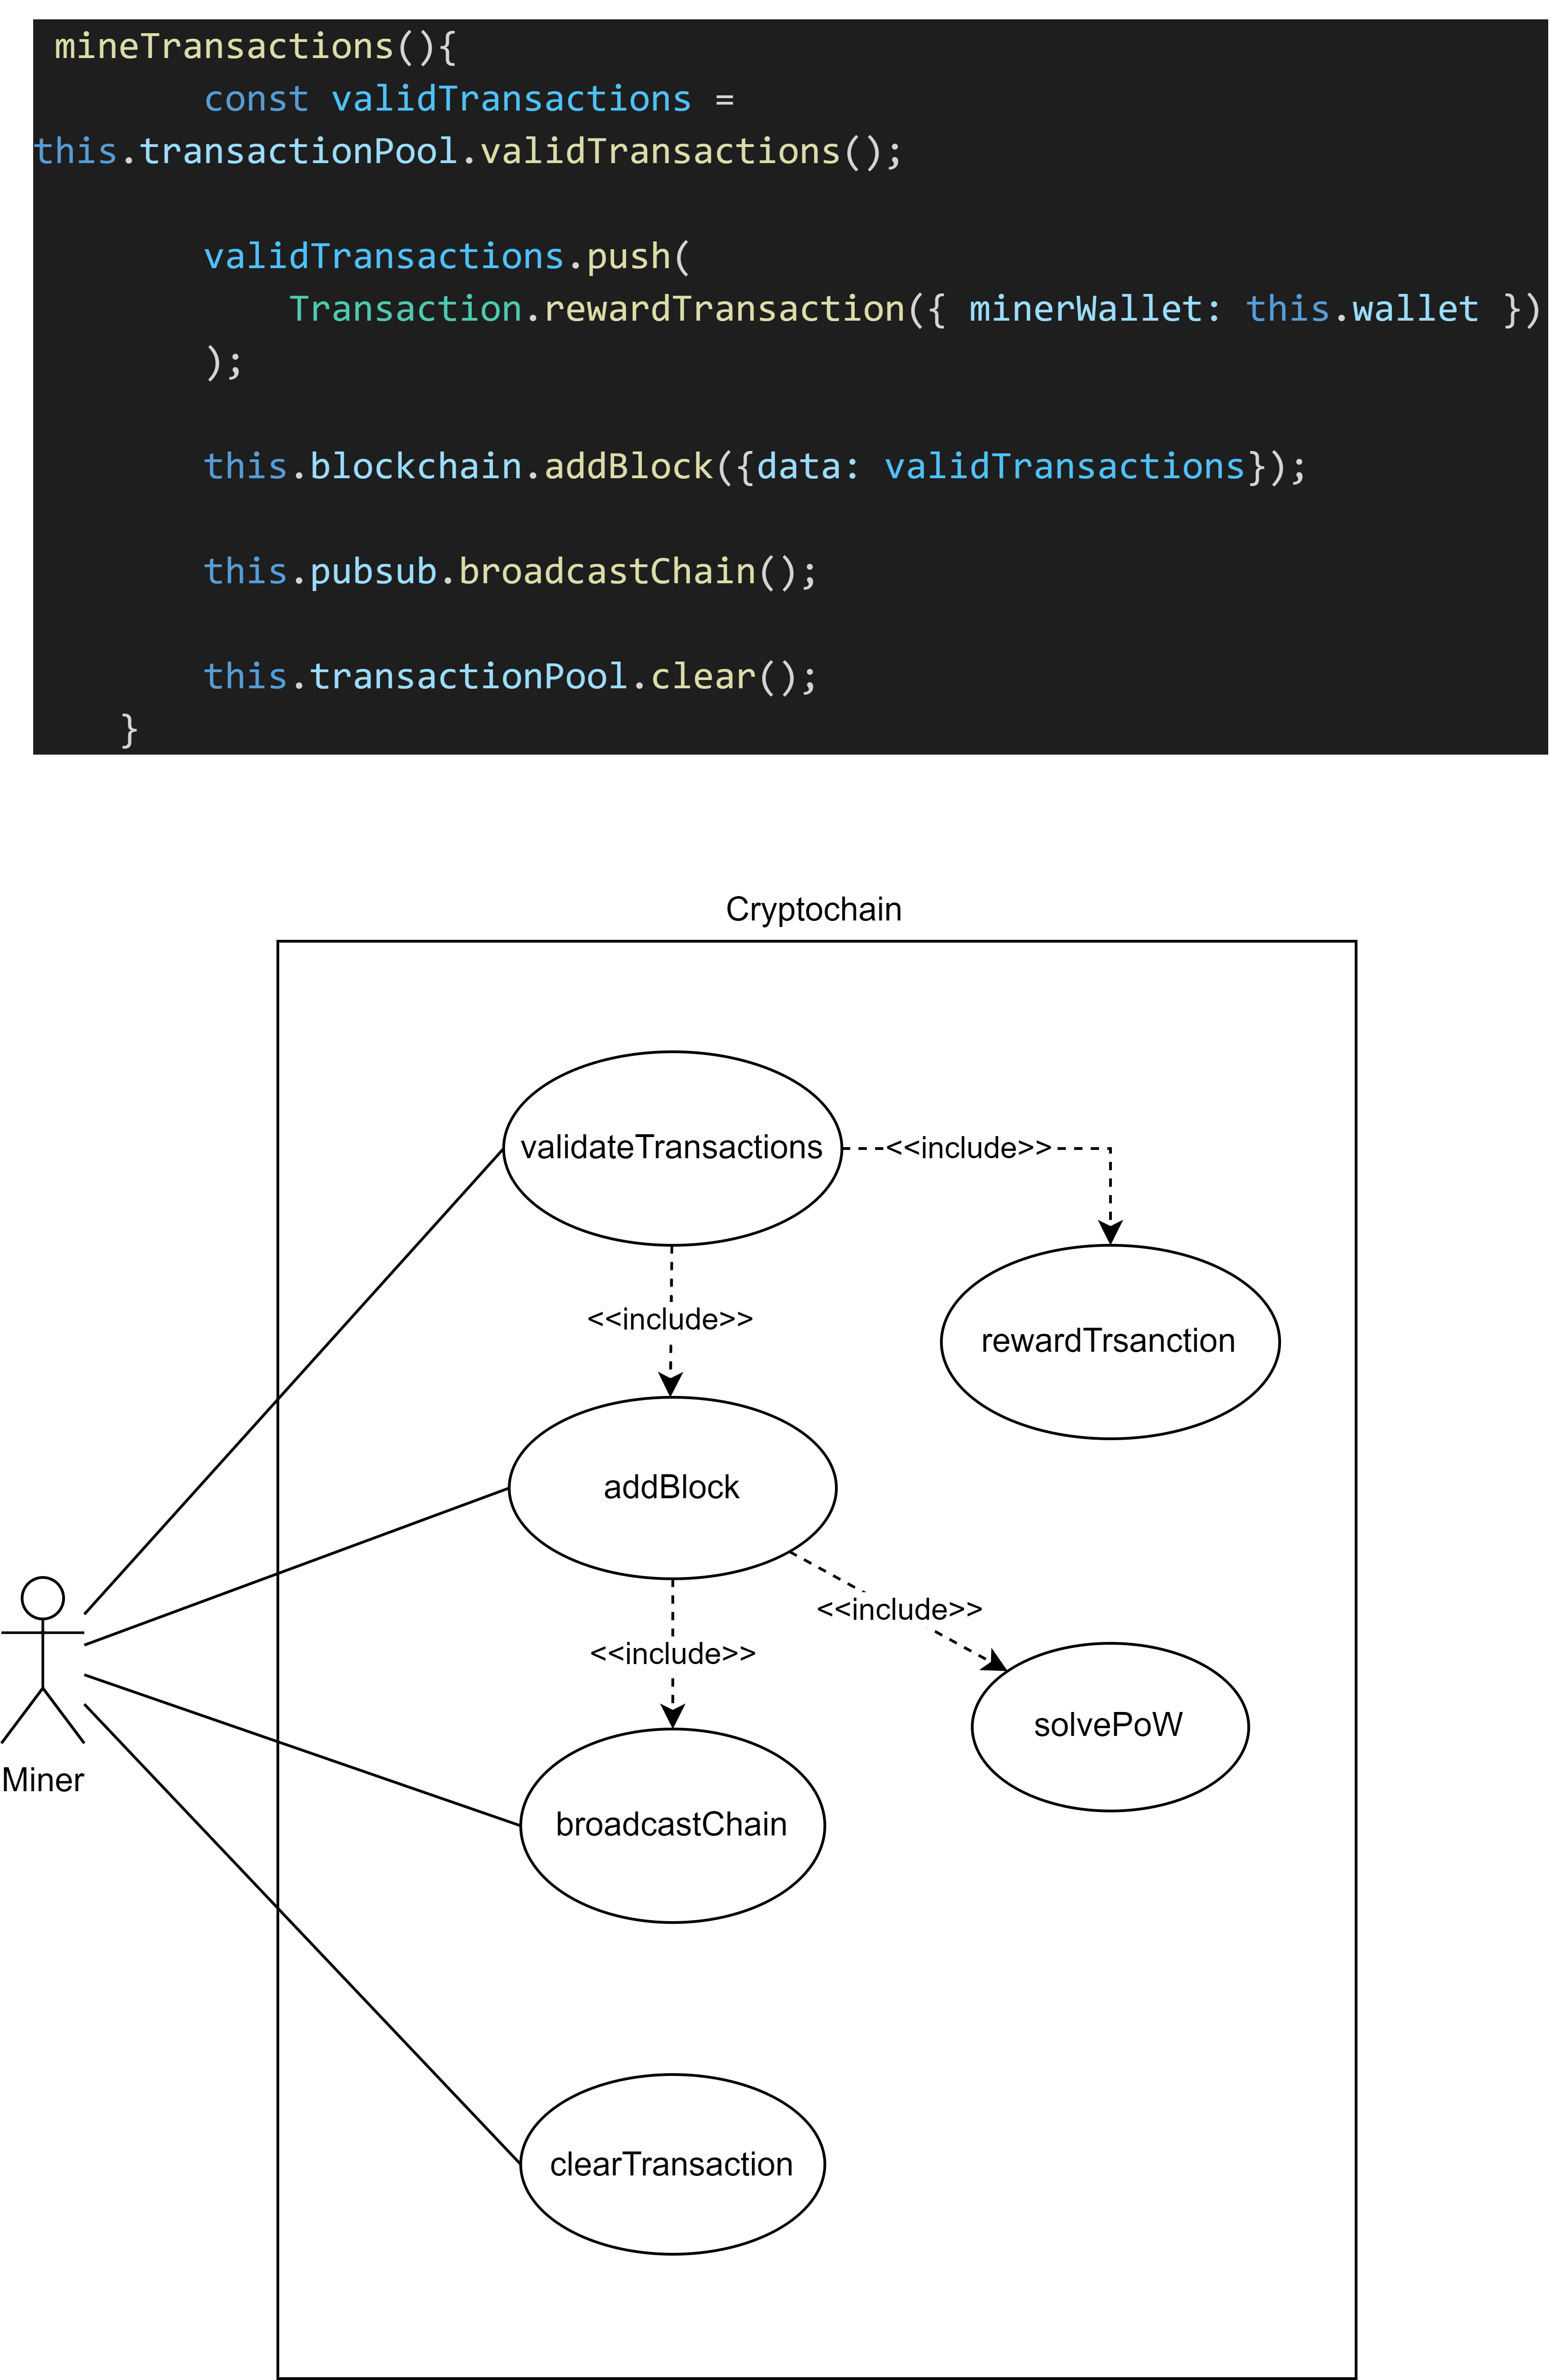 mineTransactions(){
const validTransactions =
this.transactionPool.validTransactions();
validTransactions.push(
Transaction.rewardTransaction({ minerWallet: this.wallet })
);
this.blockchain.addBlock({data: validTransactions});
this.pubsub.broadcastChain();
this.transactionPool.clear();
}
Cryptochain
validateTransactions
<<include>>
<<include>>
rewardTrsanction
addBlock
<<include>>
<<include>>
solvePoW
Miner
broadcastChain
clearTransaction